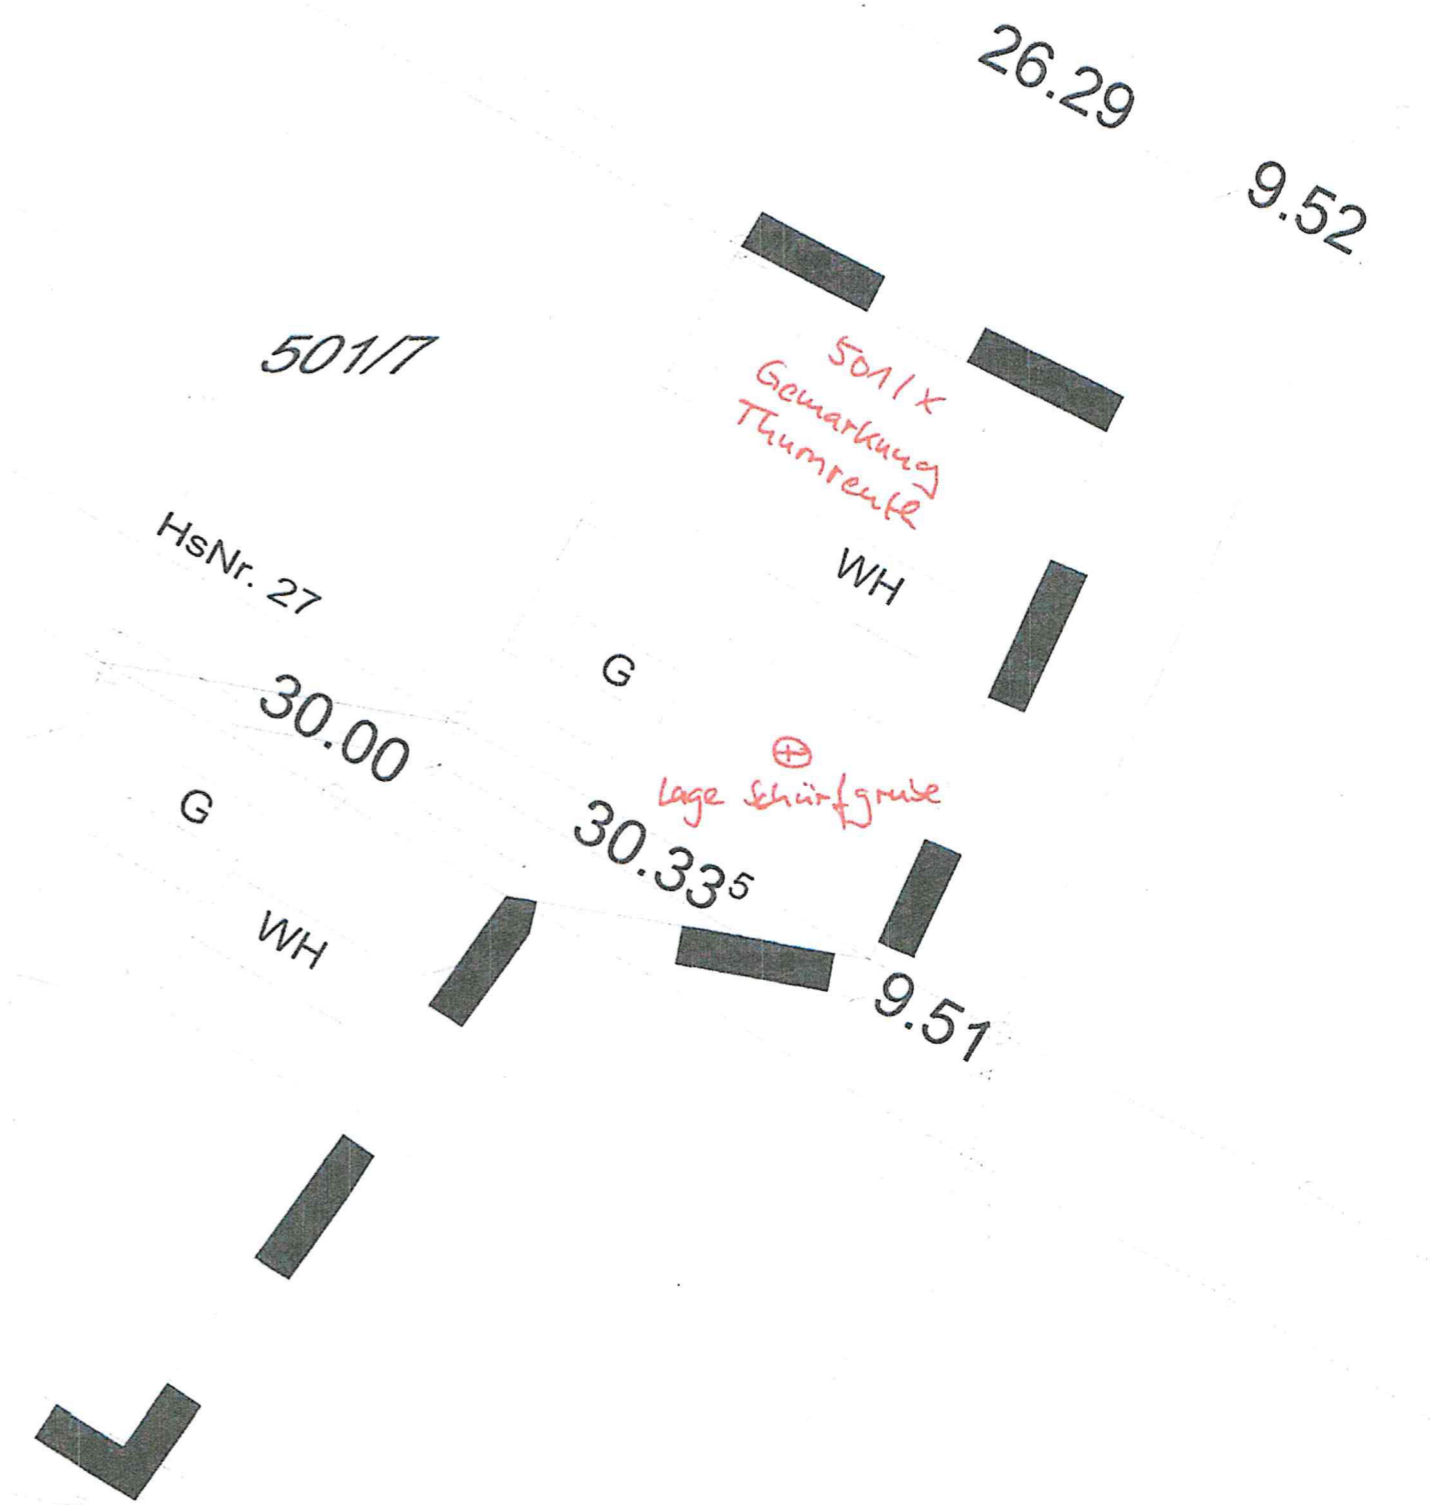 26.29
9.52
501/7
501/x
Gemarkung
Thurnreuth
HsNr. 27
WH
G
30.00
Lage Schürfgrube
G
30.33⁵
WH
9.51